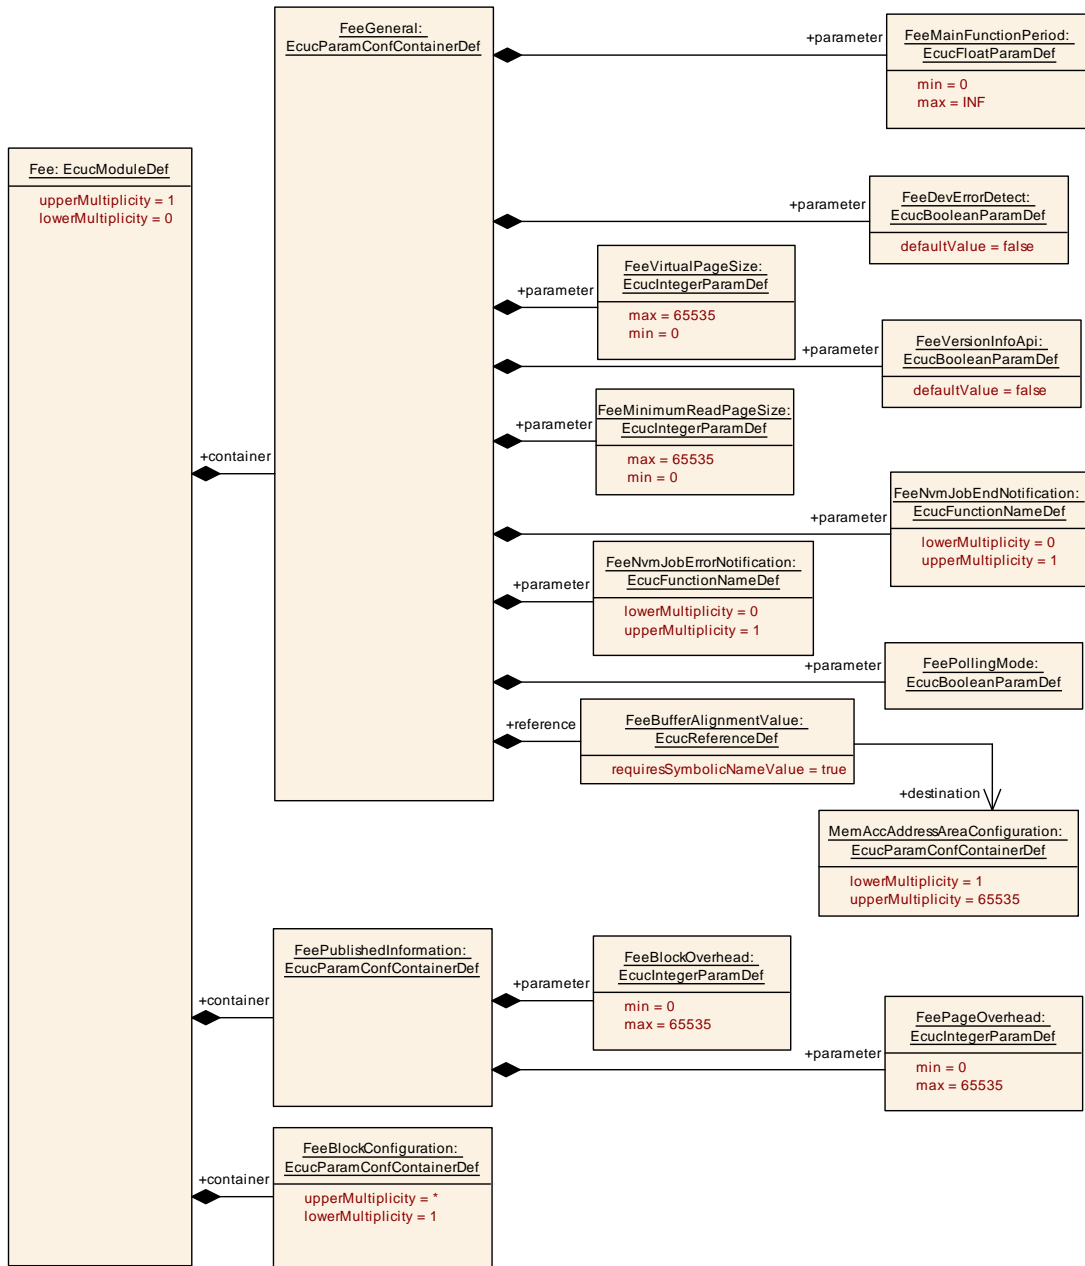 FeeGeneral:
EcucParamConfContainerDef
+parameter
FeeMainFunctionPeriod:
EcucFloatParamDef
min = 0
max = INF
Fee: EcucModuleDef
upperMultiplicity = 1
lowerMultiplicity = 0
+parameter
FeeDevErrorDetect:
EcucBooleanParamDef
defaultValue = false
+parameter
FeeVirtualPageSize:
EcucIntegerParamDef
max = 65535
min = 0
+parameter
FeeVersionInfoApi:
EcucBooleanParamDef
defaultValue = false
+parameter
FeeMinimumReadPageSize:
EcucIntegerParamDef
max = 65535
min = 0
+container
+parameter
FeeNvmJobEndNotification:
EcucFunctionNameDef
lowerMultiplicity = 0
upperMultiplicity = 1
+parameter
FeeNvmJobErrorNotification:
EcucFunctionNameDef
lowerMultiplicity = 0
upperMultiplicity = 1
+parameter
FeePollingMode:
EcucBooleanParamDef
+reference
FeeBufferAlignmentValue:
EcucReferenceDef
requiresSymbolicNameValue = true
+destination
MemAccAddressAreaConfiguration:
EcucParamConfContainerDef
lowerMultiplicity = 1
upperMultiplicity = 65535
FeePublishedInformation:
EcucParamConfContainerDef
+container
+parameter
FeeBlockOverhead:
EcucIntegerParamDef
min = 0
max = 65535
+parameter
FeePageOverhead:
EcucIntegerParamDef
min = 0
max = 65535
+container
FeeBlockConfiguration:
EcucParamConfContainerDef
upperMultiplicity = *
lowerMultiplicity = 1